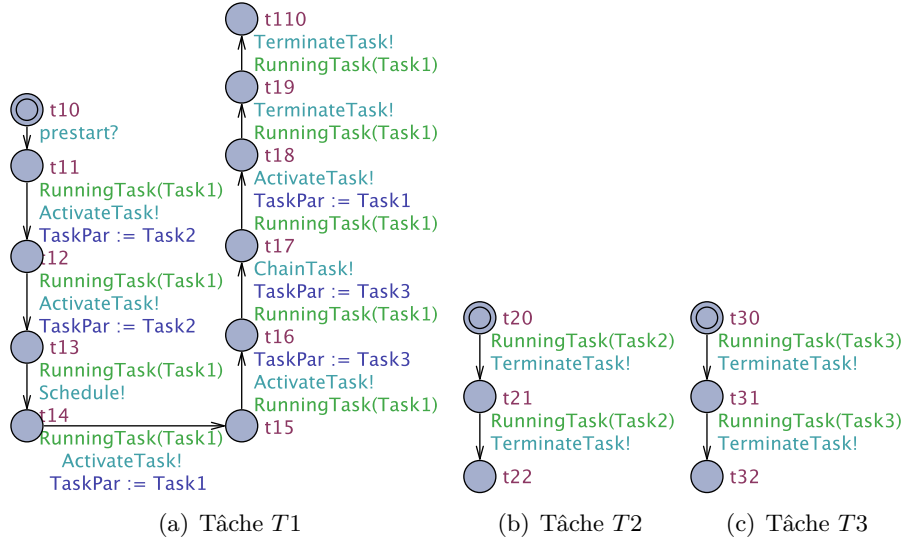 t10
prestart?
t11
RunningTask(Task1)
ActivateTask!
TaskPar := Task2
t12
RunningTask(Task1)
ActivateTask!
TaskPar := Task2
t13
RunningTask(Task1)
Schedule!
t14
RunningTask(Task1)
ActivateTask!
TaskPar := Task1
t110
TerminateTask!
RunningTask(Task1)
t19
TerminateTask!
RunningTask(Task1)
t18
ActivateTask!
TaskPar := Task1
RunningTask(Task1)
t17
ChainTask!
TaskPar := Task3
RunningTask(Task1)
t16
TaskPar := Task3
ActivateTask!
RunningTask(Task1)
t15
(a) Tâche T1
t20
RunningTask(Task2)
TerminateTask!
t21
RunningTask(Task2)
TerminateTask!
t22
(b) Tâche T2
t30
RunningTask(Task3)
TerminateTask!
t31
RunningTask(Task3)
TerminateTask!
t32
(c) Tâche T3